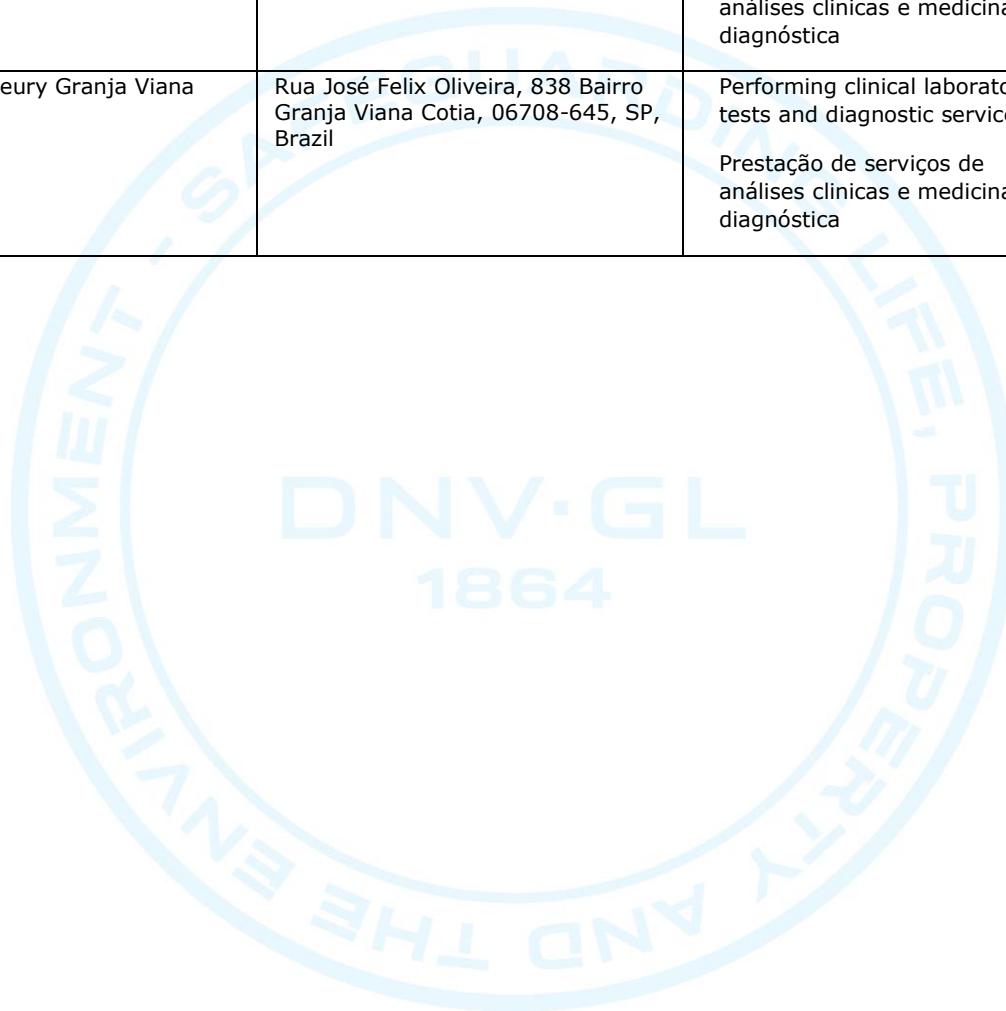 análises clinicas e medicina
diagnóstica
eury Granja Viana
Rua José Felix Oliveira, 838 Bairro
Granja Viana Cotia, 06708-645, SP,
Brazil
Performing clinical laborato
tests and diagnostic servic
Prestação de serviços de
análises clinicas e medicina
diagnóstica
SAFEGUARDING LIFE, PROPERTY AND THE ENVIRONMENT -
DNV·GL
1864